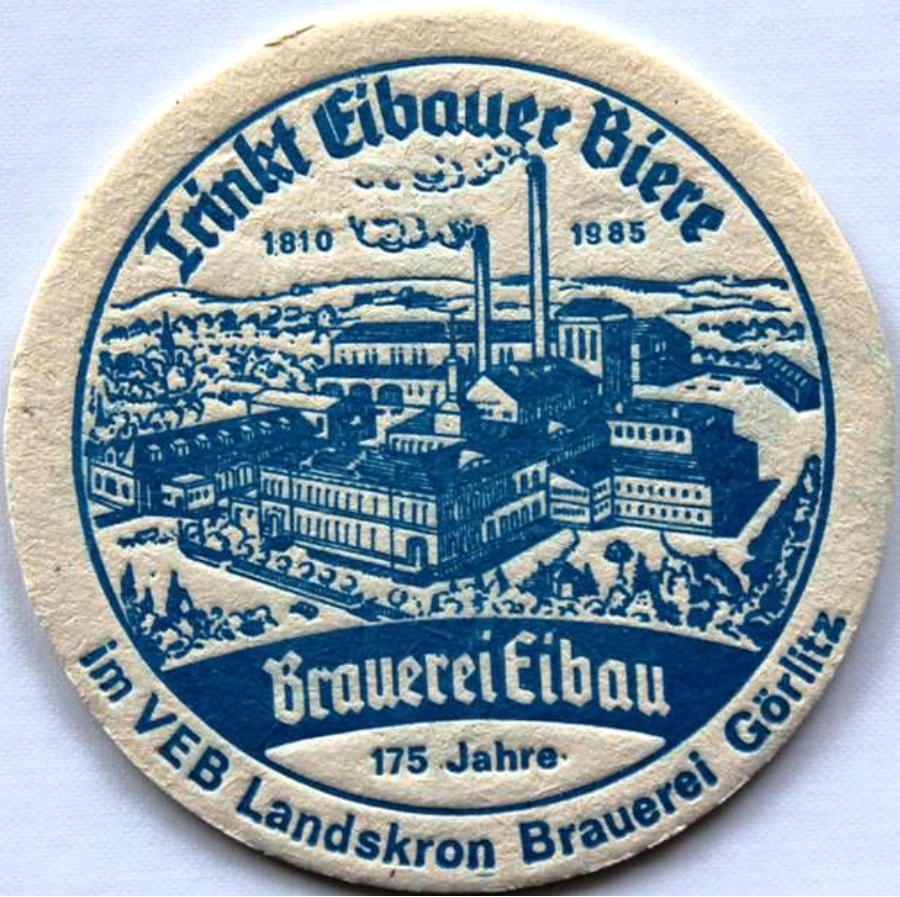 Trinkt Eibauer Biere
1810 1985
Brauerei Eibau
175 Jahre
im VEB Landskron Brauerei Görlitz